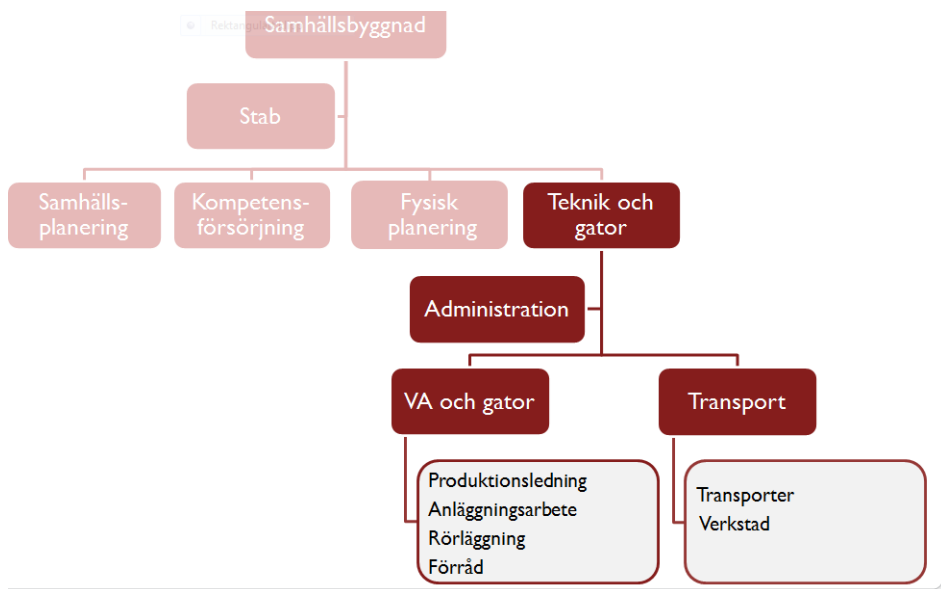 Samhällsbyggnad
Stab
Samhälls-
planering
Kompetens-
försörjning
Fysisk
planering
Teknik och
gator
Administration
VA och gator
Transport
Produktionsledning
Anläggningsarbete
Rörläggning
Förråd
Transporter
Verkstad